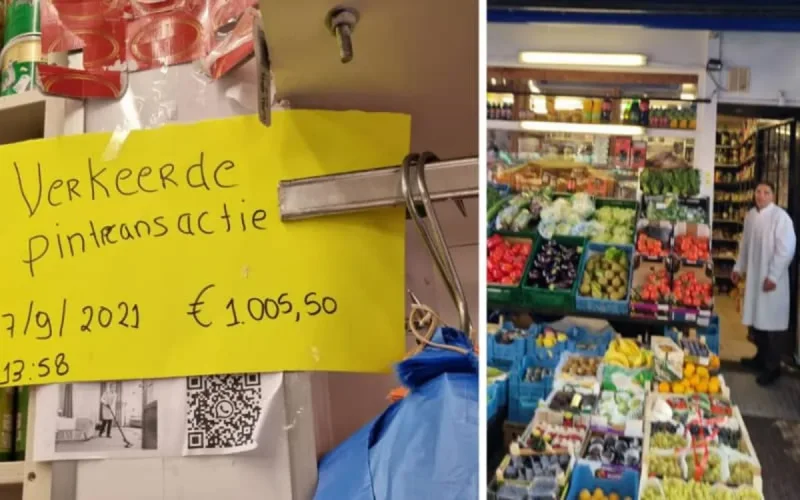 Verkeerde
pintransactie
7/9/2021 € 1.005,50
13:58